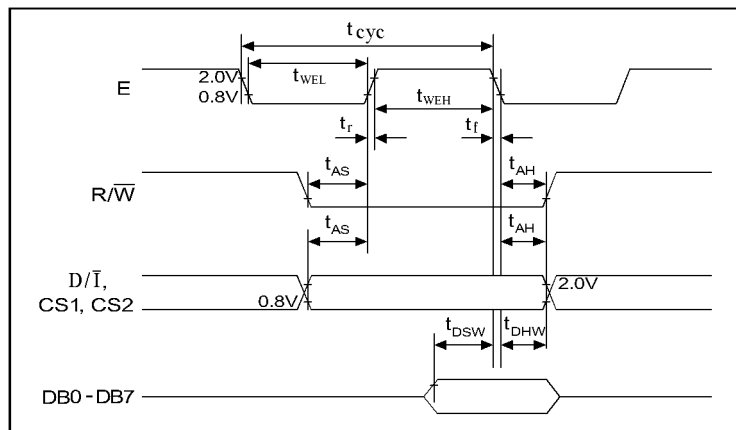 tcyc
2.0V
tWEL
E
0.8V
tWEH
tr
tf
tAS
tAH
R/W̅
tAS
tAH
D/I̅,
2.0V
CS1, CS2
0.8V
tDSW
tDHW
DB0-DB7